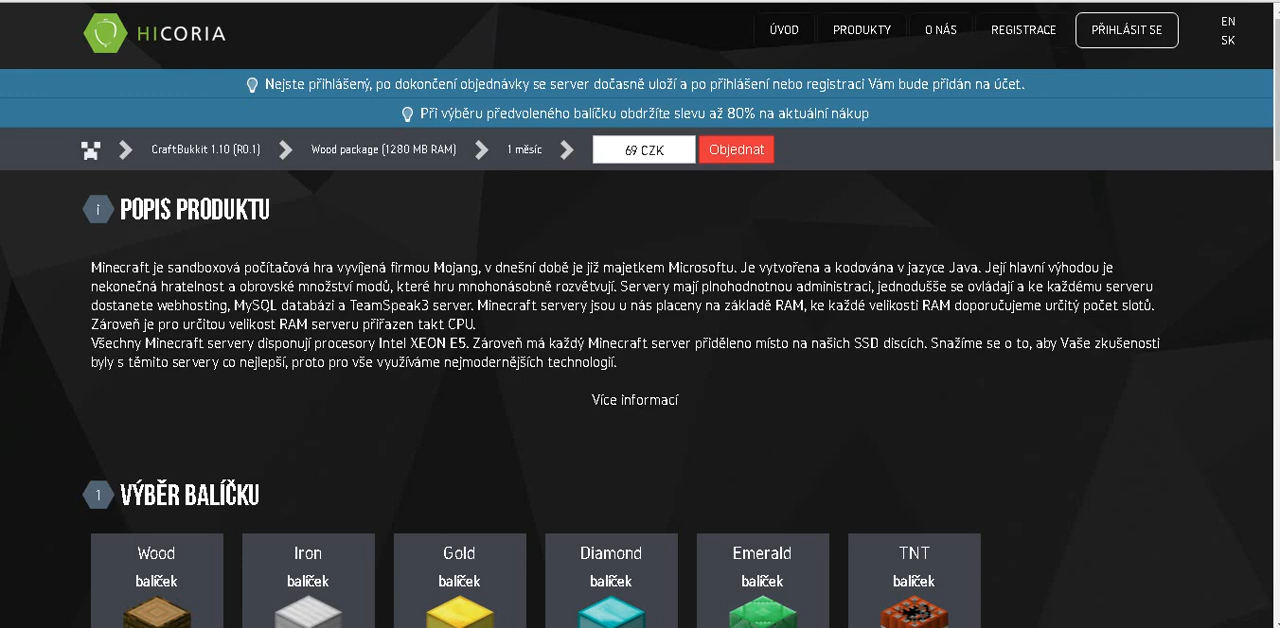 HICORIA
ÚVOD PRODUKTY O NÁS REGISTRACE PŘIHLÁSIT SE EN
SK
Nejste přihlášený, po dokončení objednávky se server dočasně uloží a po přihlášení nebo registraci Vám bude přidán na účet.
Při výběru předvoleného balíčku obdržíte slevu až 80% na aktuální nákup
CraftBukkit 1.10 (R0.1) Wood package (1280 MB RAM) 1 měsíc 69 CZK Objednat
i POPIS PRODUKTU
Minecraft je sandboxová počítačová hra vyvíjená firmou Mojang, v dnešní době je již majetkem Microsoftu. Je vytvořena a kodována v jazyce Java. Její hlavní výhodou je
nekonečná hratelnost a obrovské množství modů, které hru mnohonásobně rozvětvují. Servery mají plnohodnotnou administraci, jednodušše se ovládají a ke každému serveru
dostanete webhosting, MySQL databázi a TeamSpeak3 server. Minecraft servery jsou u nás placeny na základě RAM, ke každé velikosti RAM doporučujeme určitý počet slotů.
Zároveň je pro určitou velikost RAM serveru přiřazen takt CPU.
Všechny Minecraft servery disponují procesory Intel XEON E5. Zároveň má každý Minecraft server přiděleno místo na našich SSD discích. Snažíme se o to, aby Vaše zkušenosti
byly s těmito servery co nejlepší, proto pro vše využíváme nejmodernějších technologií.
Více informací
1 VÝBĚR BALÍČKU
Wood Iron Gold Diamond Emerald TNT
balíček balíček balíček balíček balíček balíček